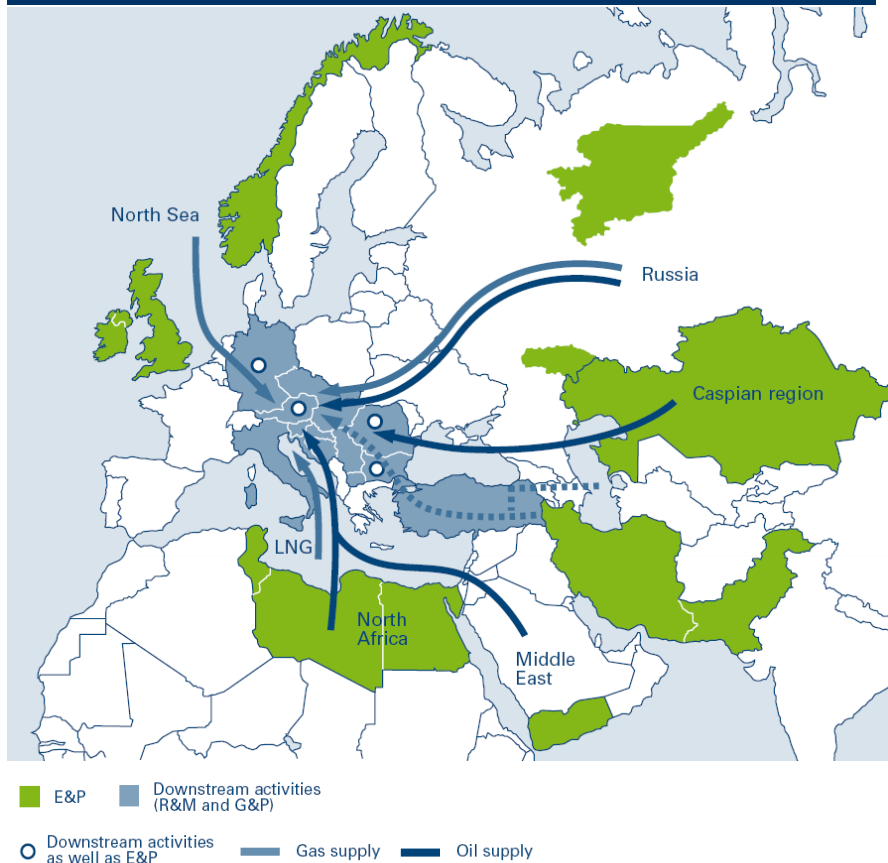 North Sea
Russia
Caspian region
LNG
North
Africa
Middle
East
E&P
Downstream activities
(R&M and G&P)
Downstream activities
as well as E&P
Gas supply
Oil supply